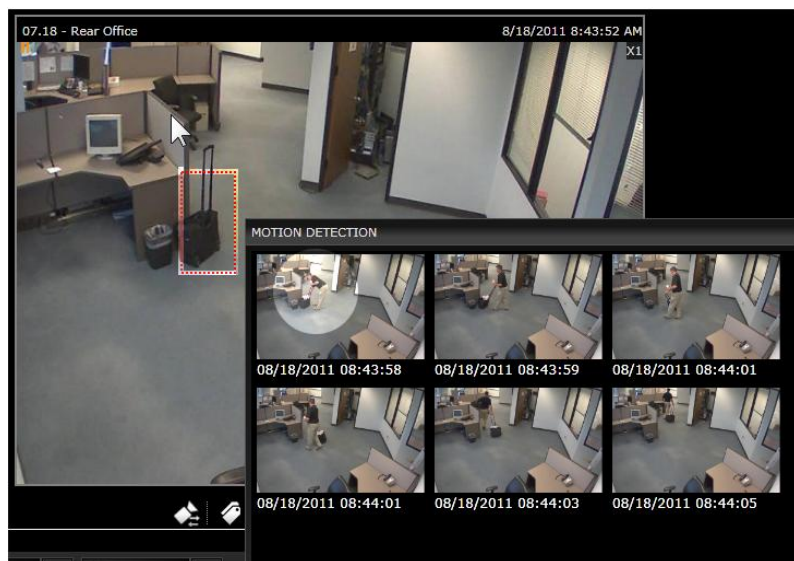 07.18 - Rear Office 8/18/2011 8:43:52 AM
X1
MOTION DETECTION
08/18/2011 08:43:58 08/18/2011 08:43:59 08/18/2011 08:44:01
08/18/2011 08:44:01 08/18/2011 08:44:03 08/18/2011 08:44:05